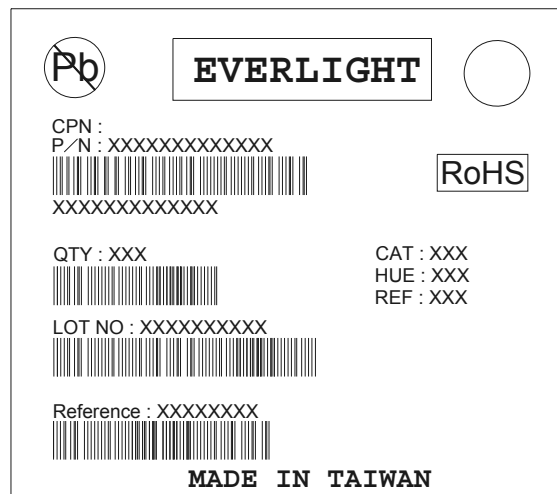 Pb
EVERLIGHT
CPN :
P/N : XXXXXXXXXXXXX
RoHS
XXXXXXXXXXXXX
QTY : XXX
CAT : XXX
HUE : XXX
REF : XXX
LOT NO : XXXXXXXXXX
Reference : XXXXXXXX
MADE IN TAIWAN